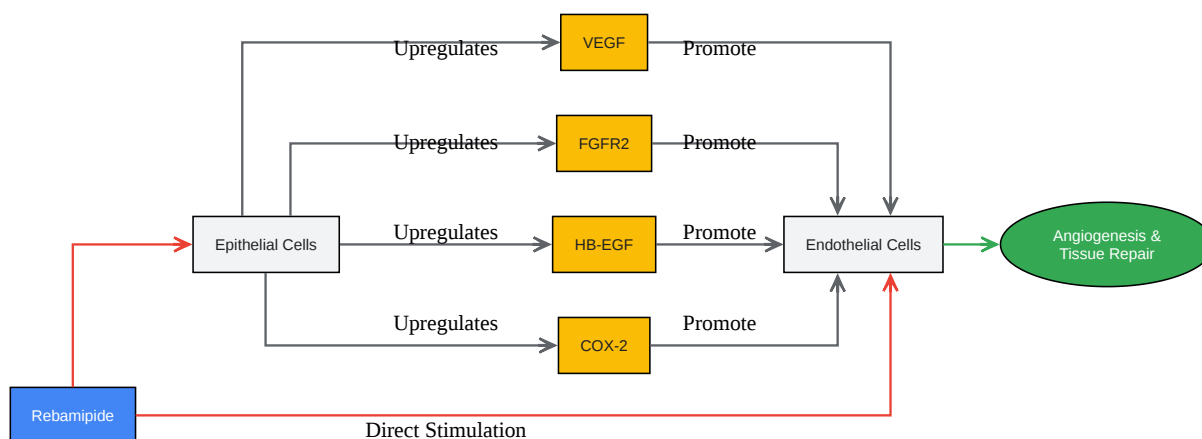 Upregulates
VEGF
Promote
Upregulates
FGFR2
Promote
Epithelial Cells
Upregulates
HB-EGF
Promote
Endothelial Cells
Angiogenesis &
Tissue Repair
Upregulates
COX-2
Promote
Rebamipide
Direct Stimulation